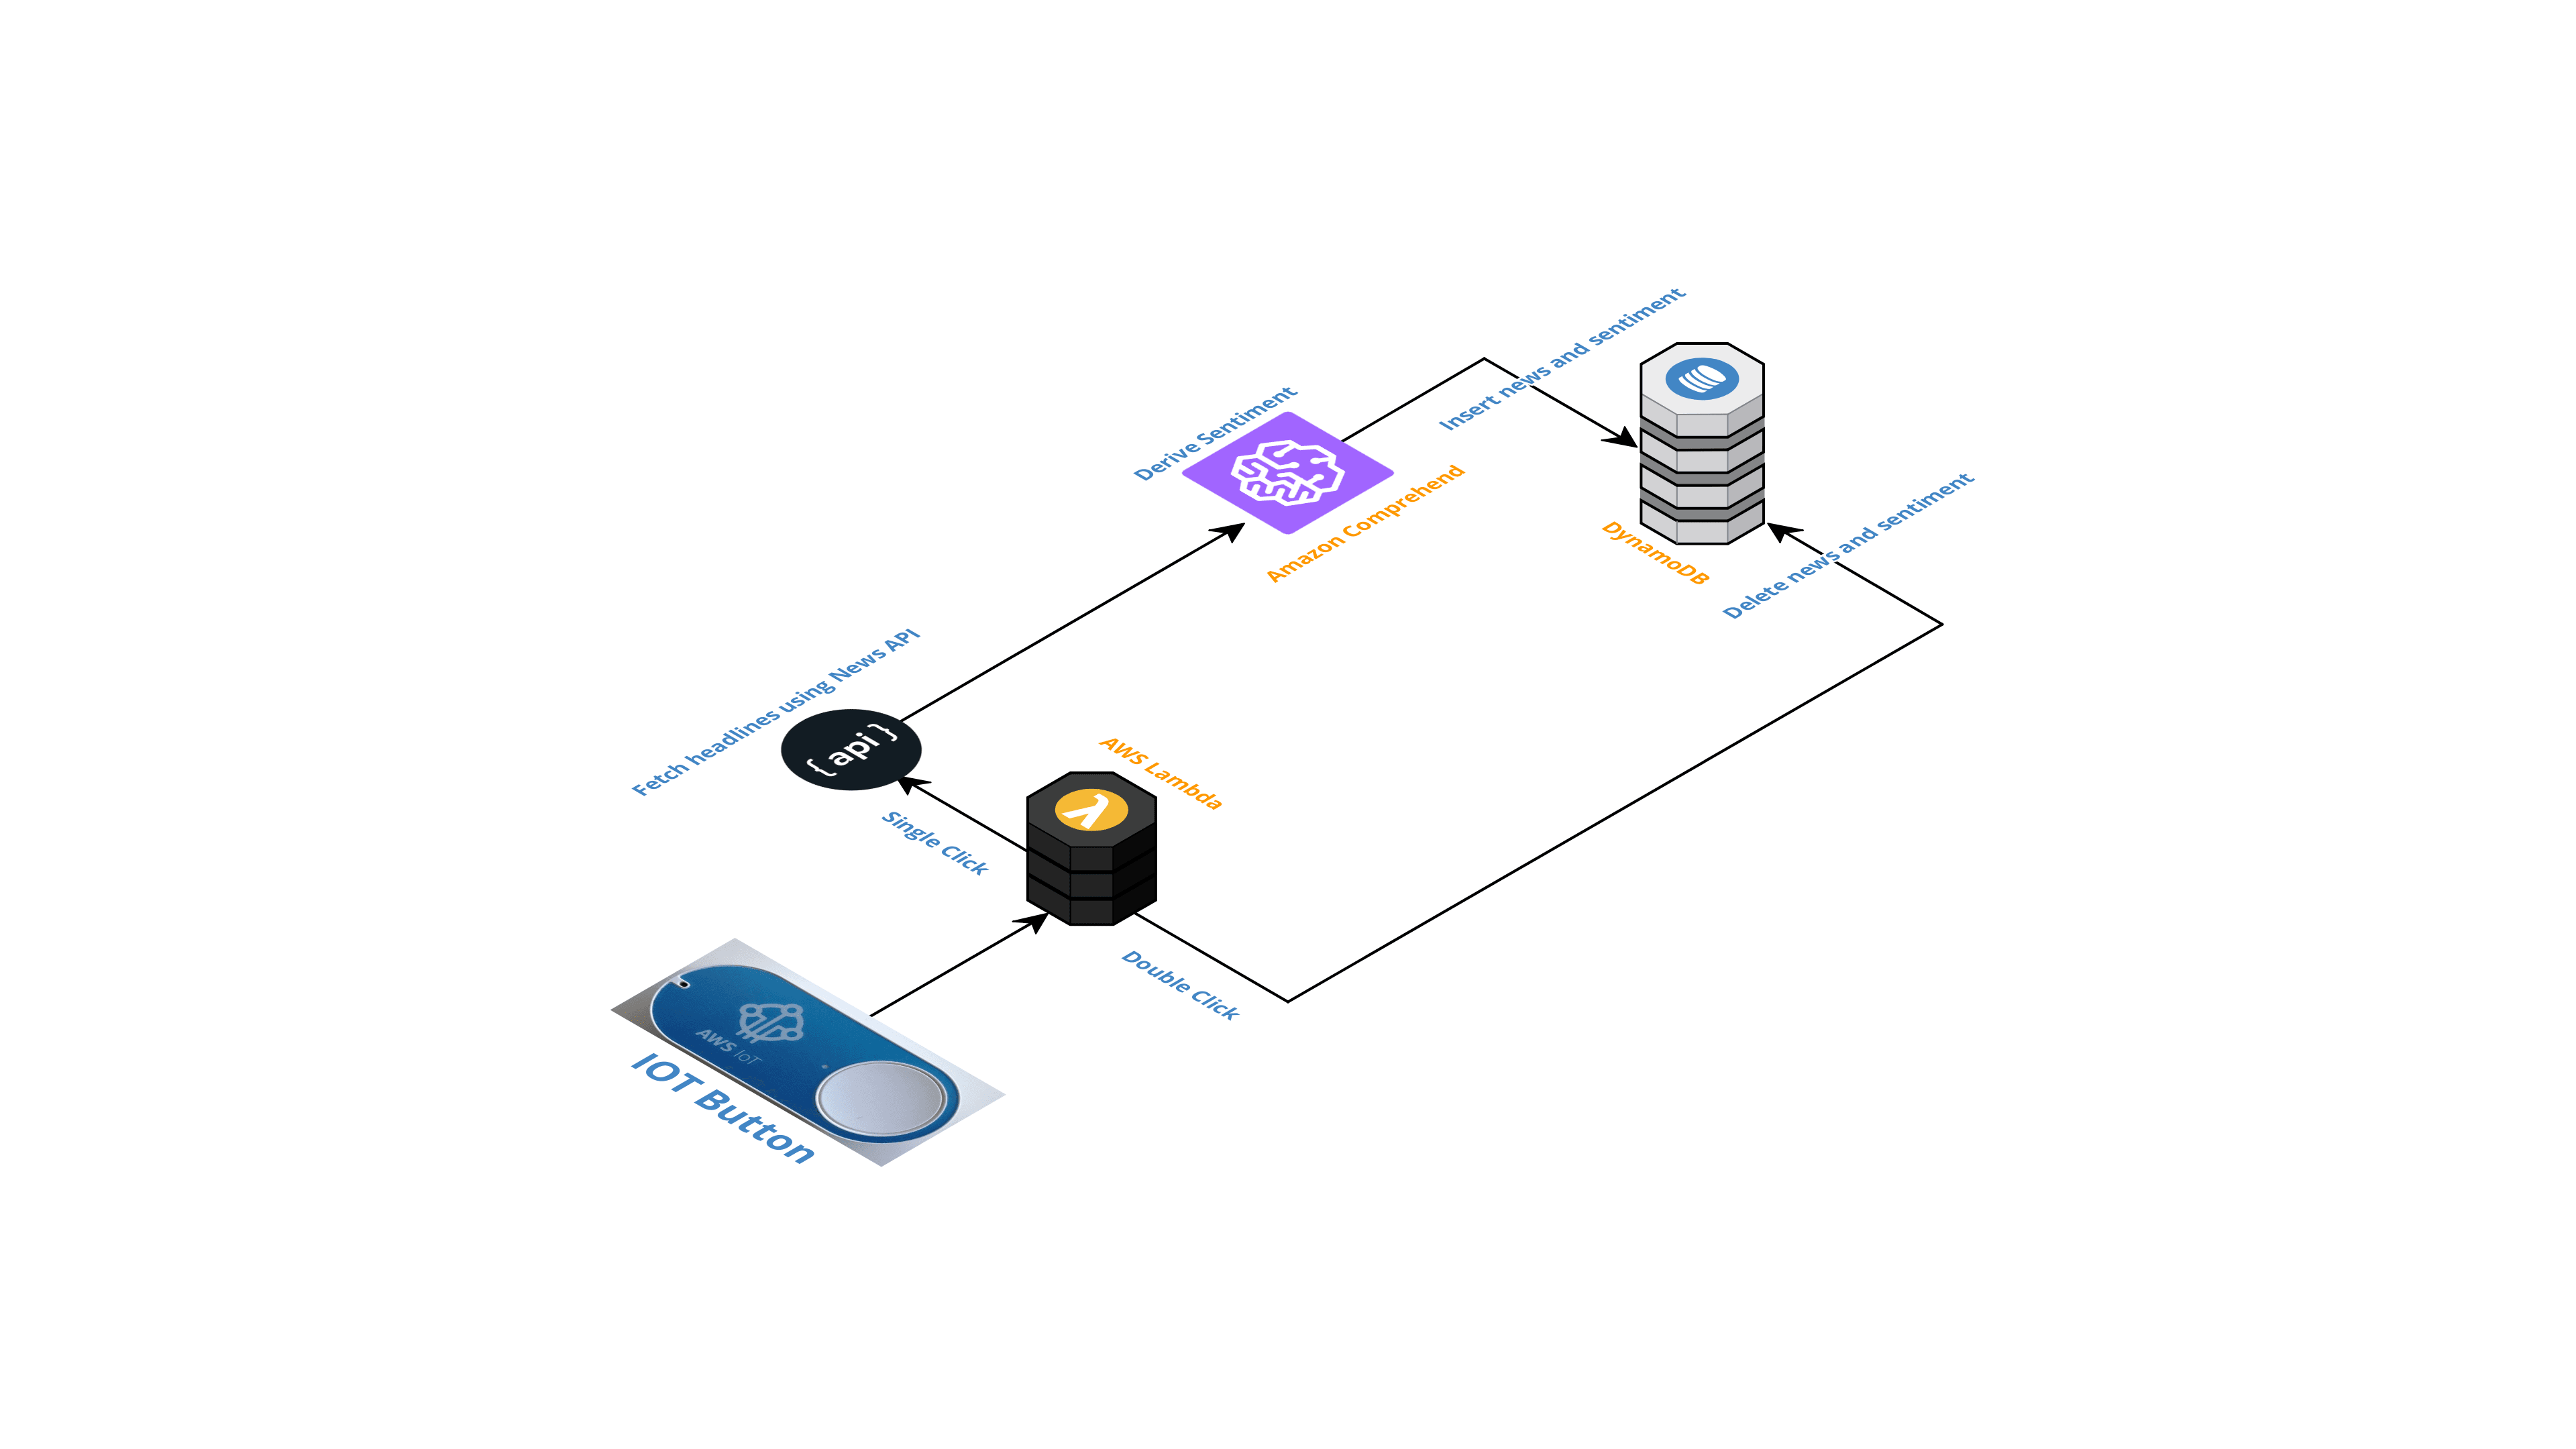 Insert news and sentiment
Derive Sentiment
Amazon Comprehend
DynamoDB
Delete news and sentiment
Fetch headlines using News API
{api}
AWS Lambda
Single Click
Double Click
AWS IoT
IOT Button